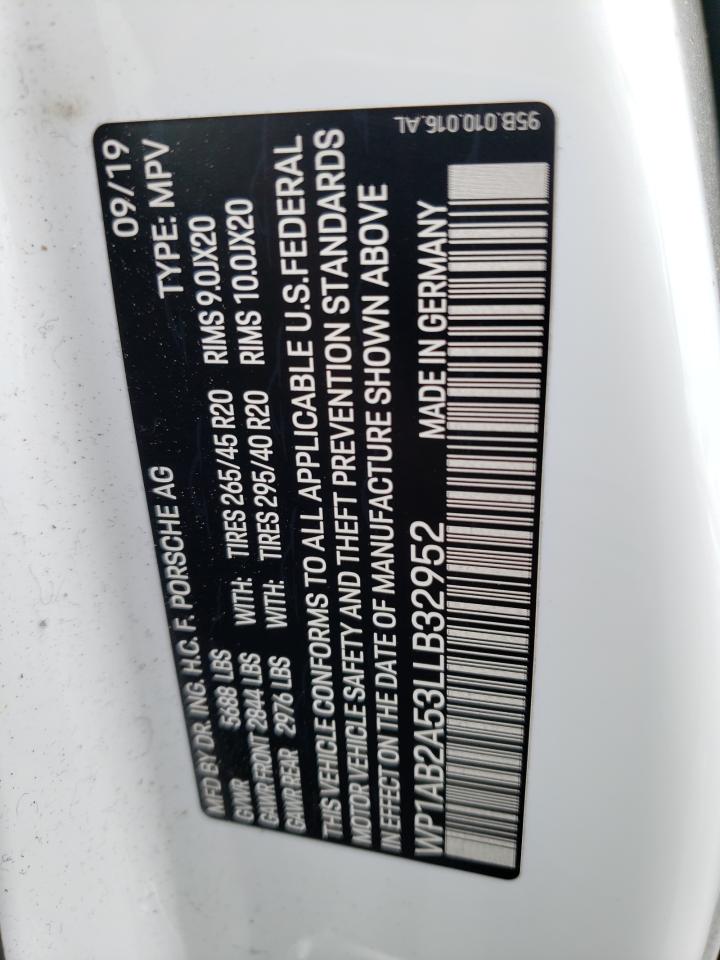 MFD BY DR. ING. H.C. F. PORSCHE AG 09/19
GVWR 5688 LBS TYPE: MPV
GAWR FRONT 2844 LBS WITH: TIRES 265/45 R20 RIMS 9.0JX20
GAWR REAR 2976 LBS WITH: TIRES 295/40 R20 RIMS 10.0JX20
THIS VEHICLE CONFORMS TO ALL APPLICABLE U.S.FEDERAL
MOTOR VEHICLE SAFETY AND THEFT PREVENTION STANDARDS
IN EFFECT ON THE DATE OF MANUFACTURE SHOWN ABOVE
WP1AB2A53LLB32952 MADE IN GERMANY
95B.010.016.AL